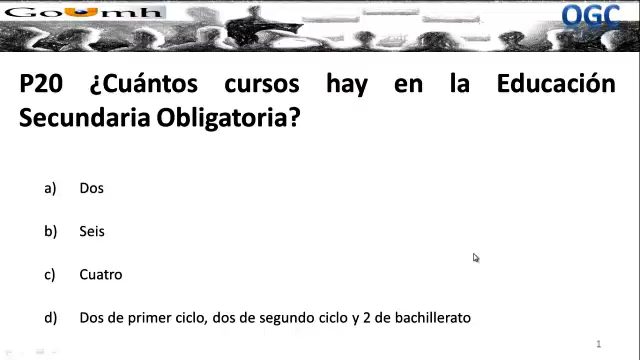 GOUmh
OGC
P20 ¿Cuántos cursos hay en la Educación
Secundaria Obligatoria?
a) Dos
b) Seis
c) Cuatro
d) Dos de primer ciclo, dos de segundo ciclo y 2 de bachillerato
1